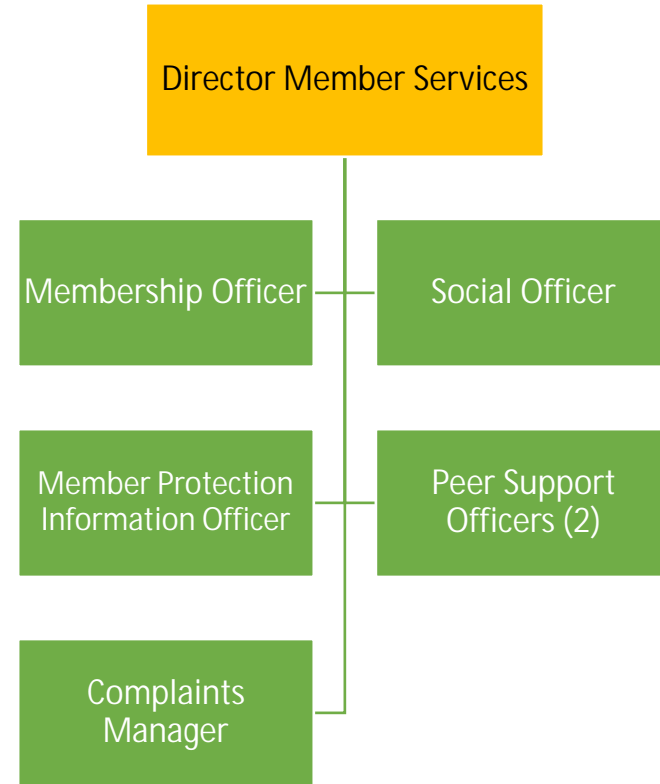 Director Member Services
Membership Officer
Social Officer
Member Protection
Information Officer
Peer Support
Officers (2)
Complaints
Manager